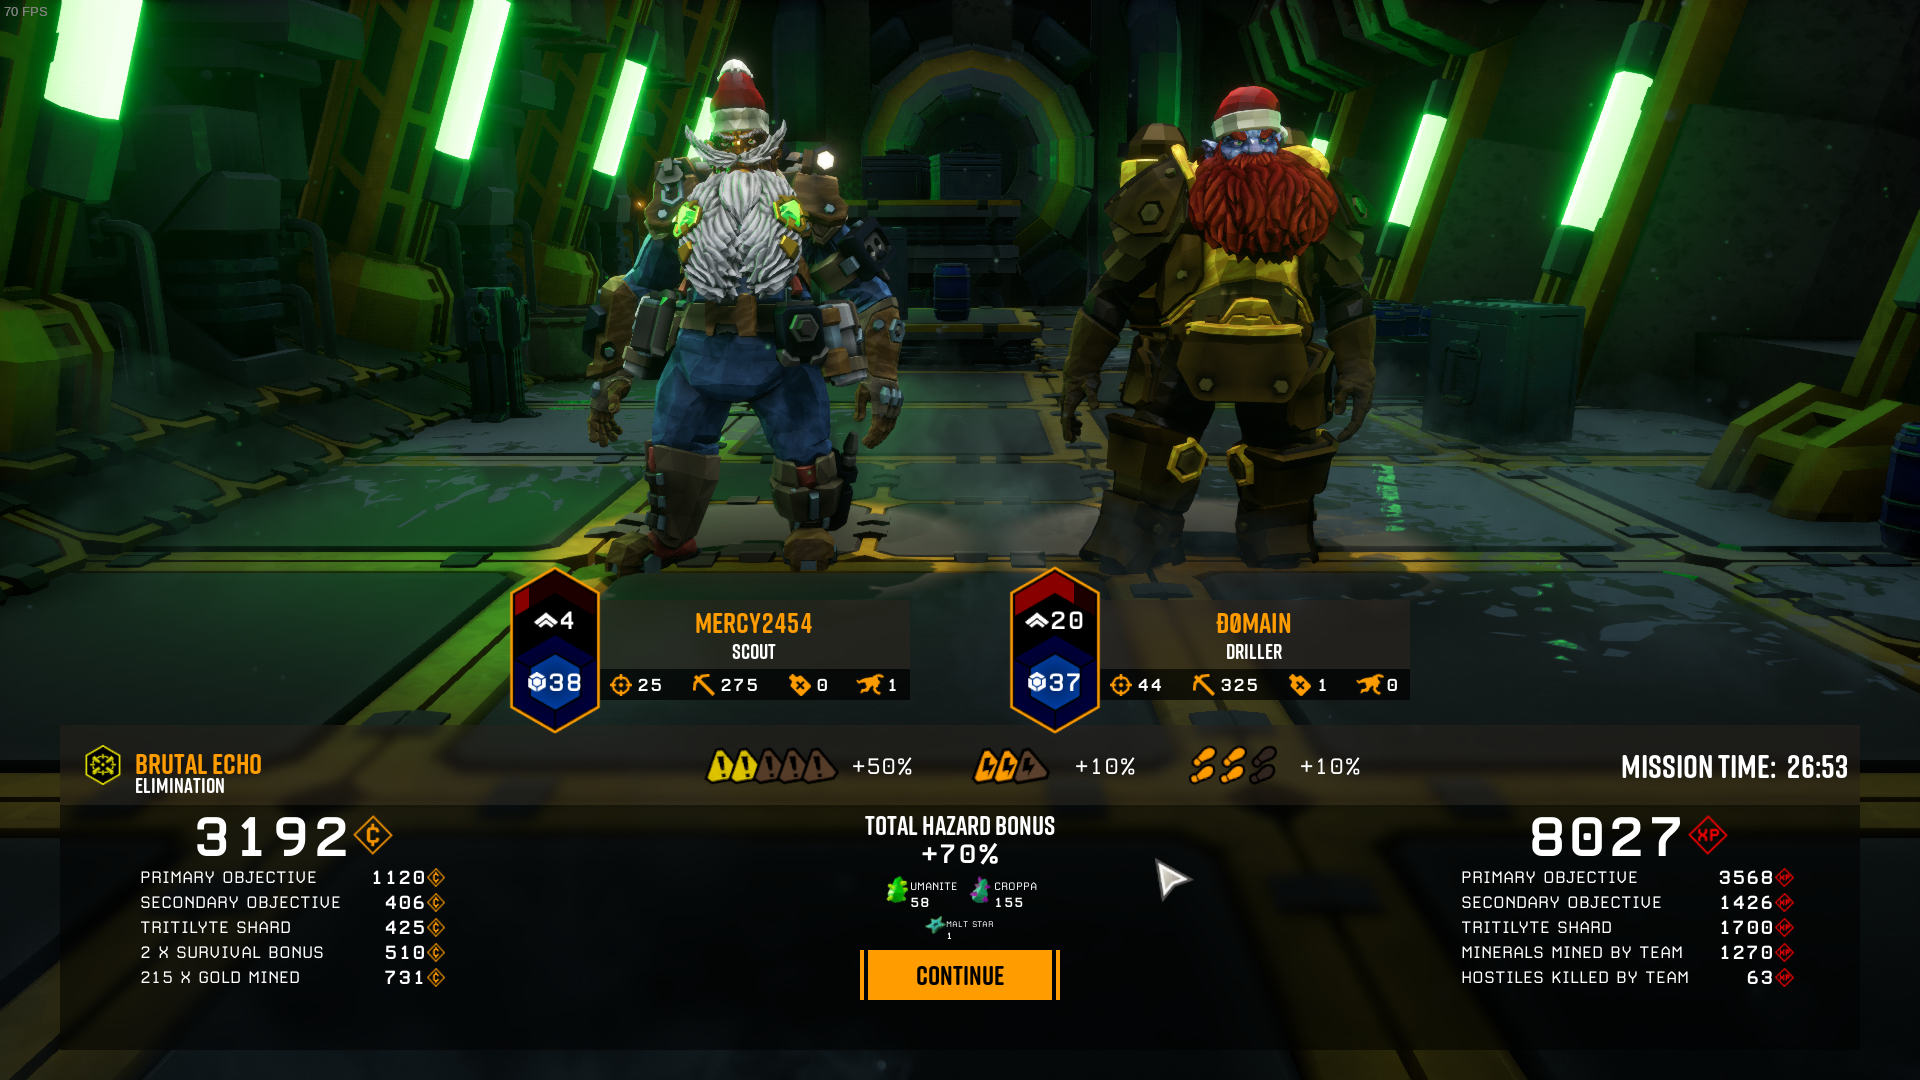 70 FPS
4
38
MERCY2454
SCOUT
25 275 0 1
20
37
ÐØMAIN
DRILLER
44 325 1 0
BRUTAL ECHO
ELIMINATION
+50% +10% +10%
MISSION TIME: 26:53
3192
PRIMARY OBJECTIVE 1120
SECONDARY OBJECTIVE 406
TRITILYTE SHARD 425
2 X SURVIVAL BONUS 510
215 X GOLD MINED 731
TOTAL HAZARD BONUS
+70%
UMANITE
58
CROPPA
155
MALT STAR
1
CONTINUE
8027 XP
PRIMARY OBJECTIVE 3568
SECONDARY OBJECTIVE 1426
TRITILYTE SHARD 1700
MINERALS MINED BY TEAM 1270
HOSTILES KILLED BY TEAM 63